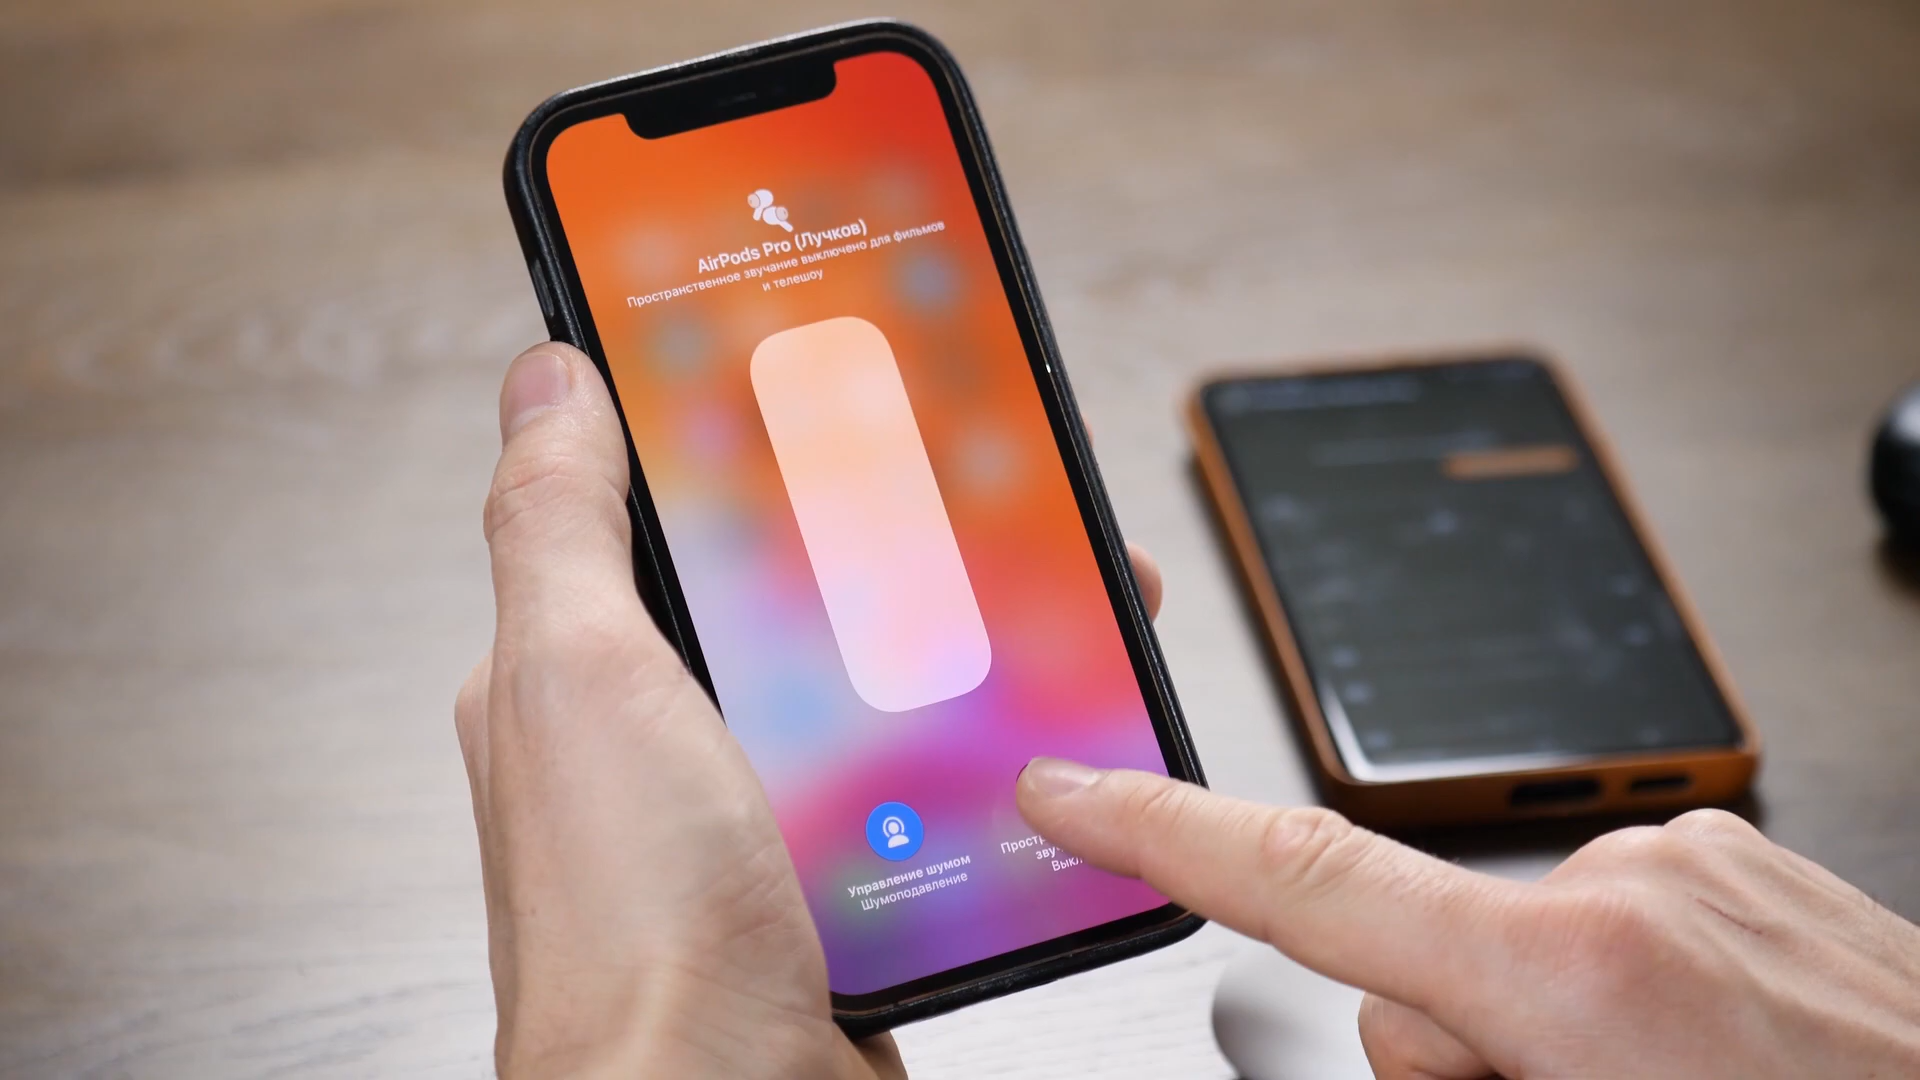 AirPods Pro (Лучков)
Пространственное звучание выключено для фильмов
и телешоу
Управление шумом
Шумоподавление